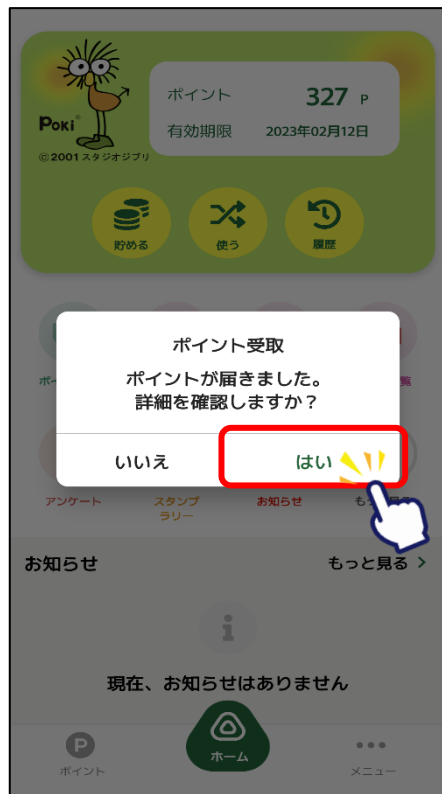 ポイント 327 P
Poki®
有効期限 2023年02月12日
©2001 スタジオジブリ
貯める 使う 履歴
ポイント受取
ポイントが届きました。
詳細を確認しますか？
いいえ はい
アンケート スタンプ お知らせ
ラリー
お知らせ もっと見る
現在、お知らせはありません
P
ポイント ホーム メニュー